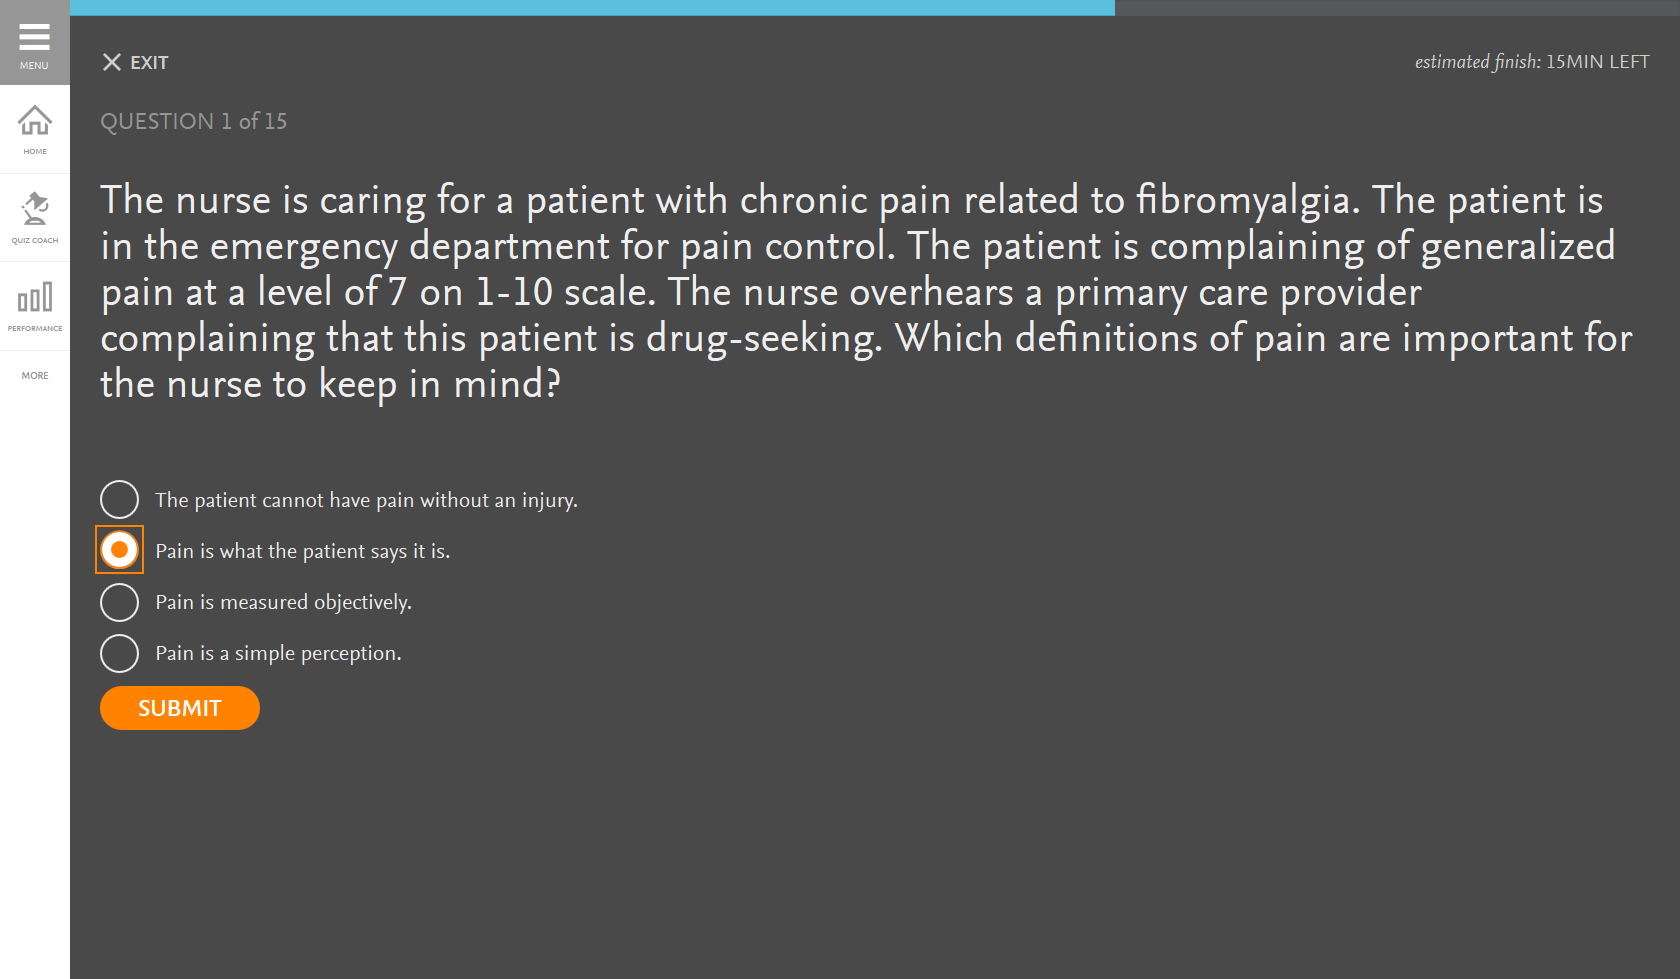 MENU
HOME
QUIZ COACH
PERFORMANCE
MORE
EXIT
estimated finish: 15MIN LEFT
QUESTION 1 of 15
The nurse is caring for a patient with chronic pain related to fibromyalgia. The patient is
in the emergency department for pain control. The patient is complaining of generalized
pain at a level of 7 on 1-10 scale. The nurse overhears a primary care provider
complaining that this patient is drug-seeking. Which definitions of pain are important for
the nurse to keep in mind?
The patient cannot have pain without an injury.
Pain is what the patient says it is.
Pain is measured objectively.
Pain is a simple perception.
SUBMIT